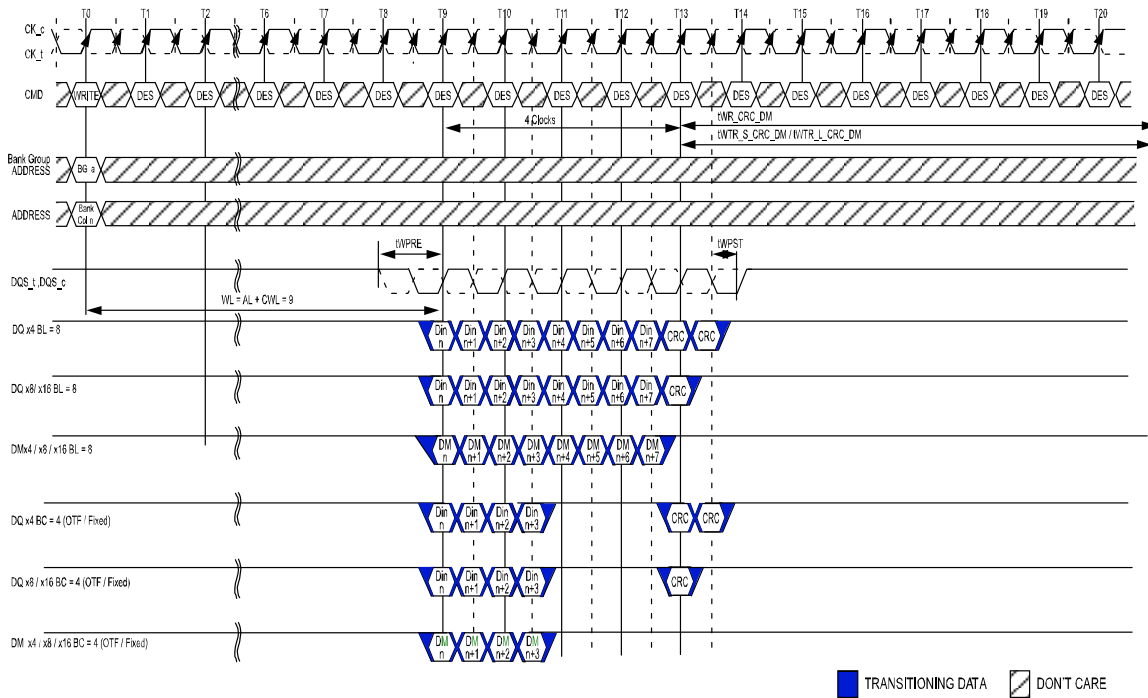 T0 T1 T2 T6 T7 T8 T9 T10 T11 T12 T13 T14 T15 T16 T17 T18 T19 T20
CK_c
CK_t
CMD WRITE DES DES DES DES DES DES DES DES DES DES DES DES DES DES DES DES DES
4 Clocks
tWR_CRC_DM
tWTR_S_CRC_DM / tWTR_L_CRC_DM
Bank Group
ADDRESS
BG a
ADDRESS
Bank
Col n
tWPRE
tWPST
DQS_t ,DQS_c
WL = AL + CWL = 9
DQ x4 BL = 8
Din n Din n+1 Din n+2 Din n+3 Din n+4 Din n+5 Din n+6 Din n+7 CRC CRC
DQ x8/ x16 BL = 8
Din n Din n+1 Din n+2 Din n+3 Din n+4 Din n+5 Din n+6 Din n+7 CRC
DMx4 / x8 / x16 BL = 8
DM n DM n+1 DM n+2 DM n+3 DM n+4 DM n+5 DM n+6 DM n+7
DQ x4 BC = 4 (OTF / Fixed)
Din n Din n+1 Din n+2 Din n+3 CRC CRC
DQ x8 / x16 BC = 4 (OTF / Fixed)
Din n Din n+1 Din n+2 Din n+3 CRC
DM x4 / x8 / x16 BC = 4 (OTF / Fixed)
DM n DM n+1 DM n+2 DM n+3
TRANSITIONING DATA
DON'T CARE